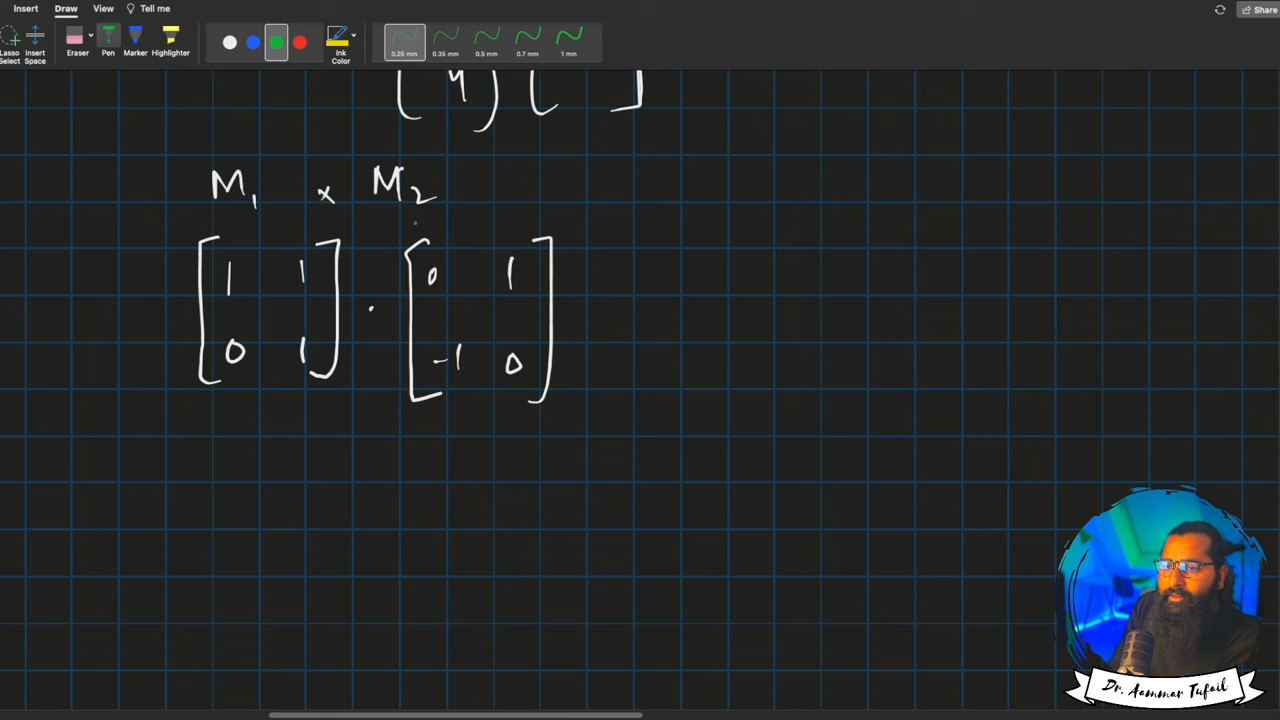 Insert Draw View Tell me
Share
Lasso Select Insert Space Eraser Pen Marker Highlighter Ink Color 0.25 mm 0.35 mm 0.5 mm 0.7 mm 1 mm
M1 × M2
[1 1] · [0 1]
[0 1] [-1 0]
Dr. Aammar Tufail